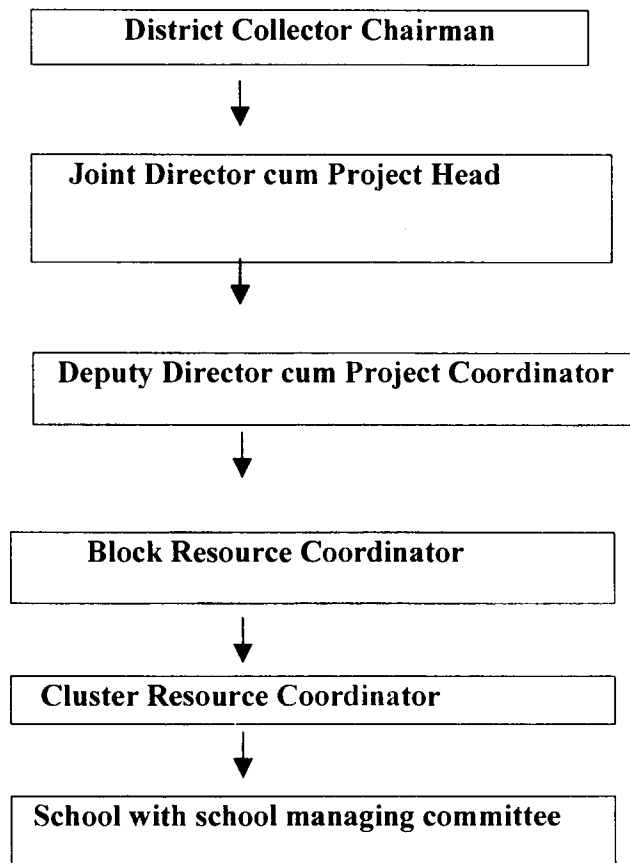 District Collector Chairman
Joint Director cum Project Head
Deputy Director cum Project Coordinator
Block Resource Coordinator
Cluster Resource Coordinator
School with school managing committee